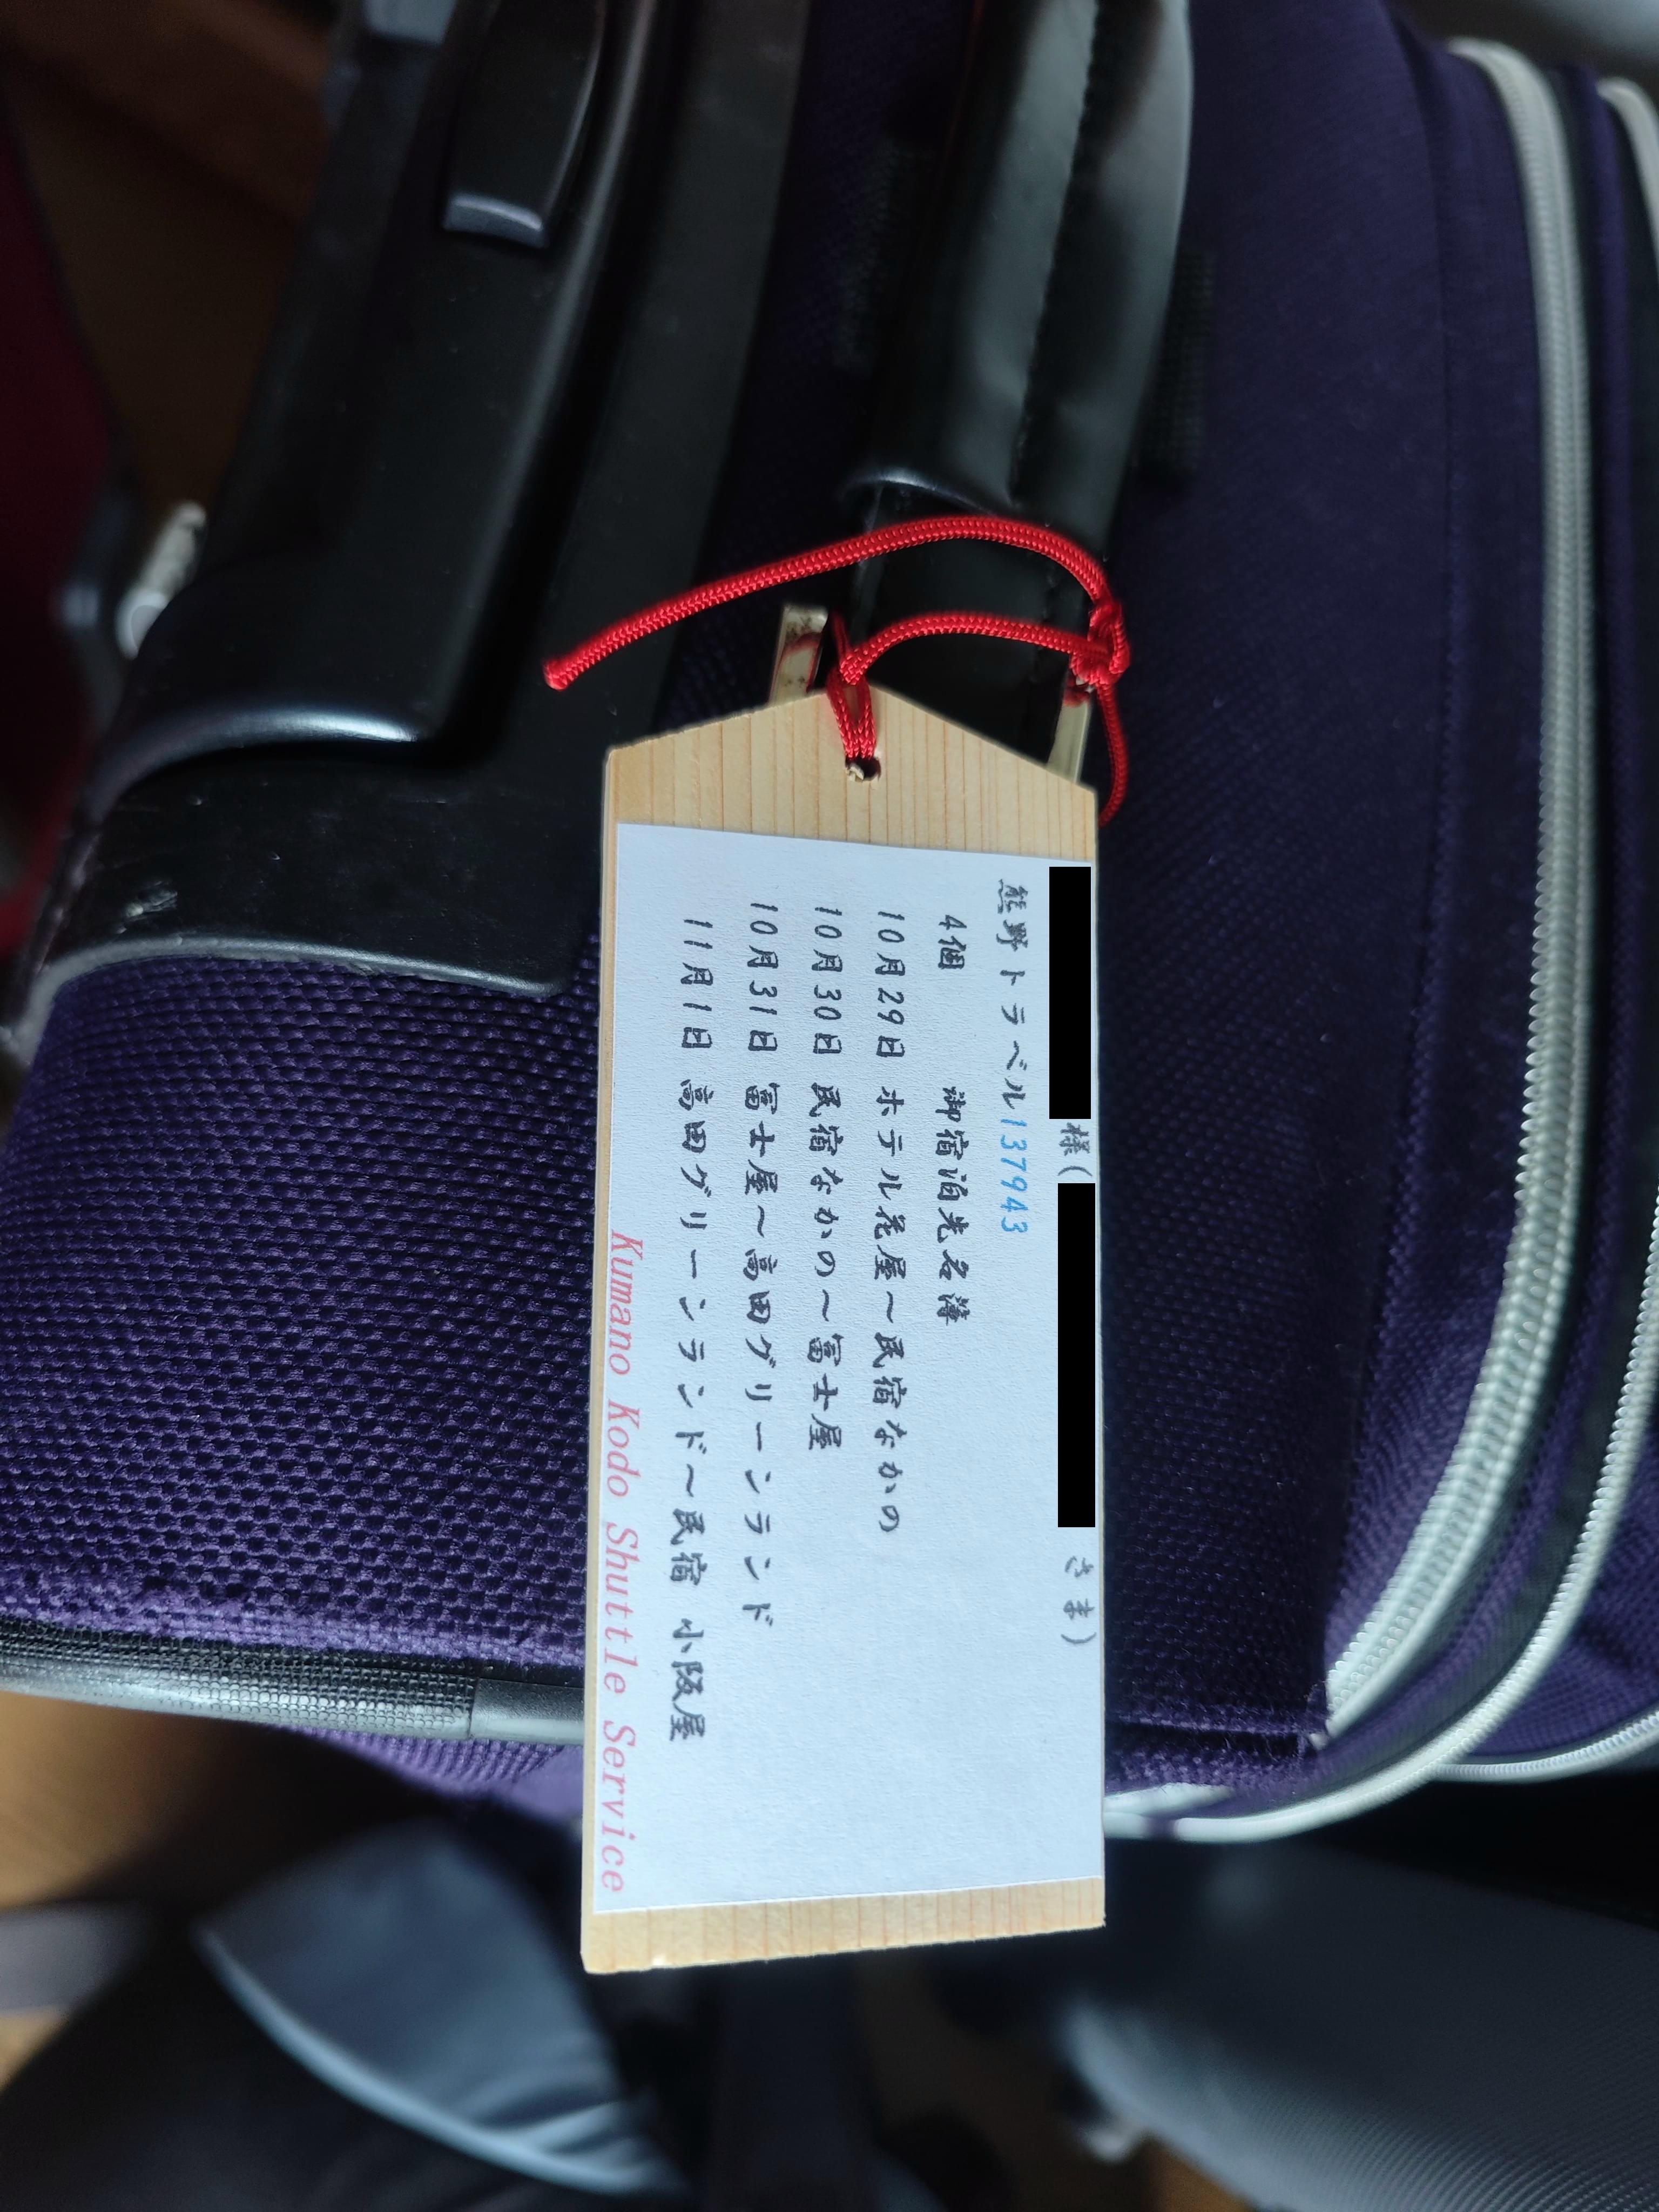 様( さま)
熊野トラベル137943
4個 御宿泊先名簿
10月29日 ホテル花屋～民宿なかの
10月30日 民宿なかの～冨士屋
10月31日 冨士屋～高田グリーンランド
11月1日 高田グリーンランド～民宿 小阪屋
Kumano Kodo Shuttle Service